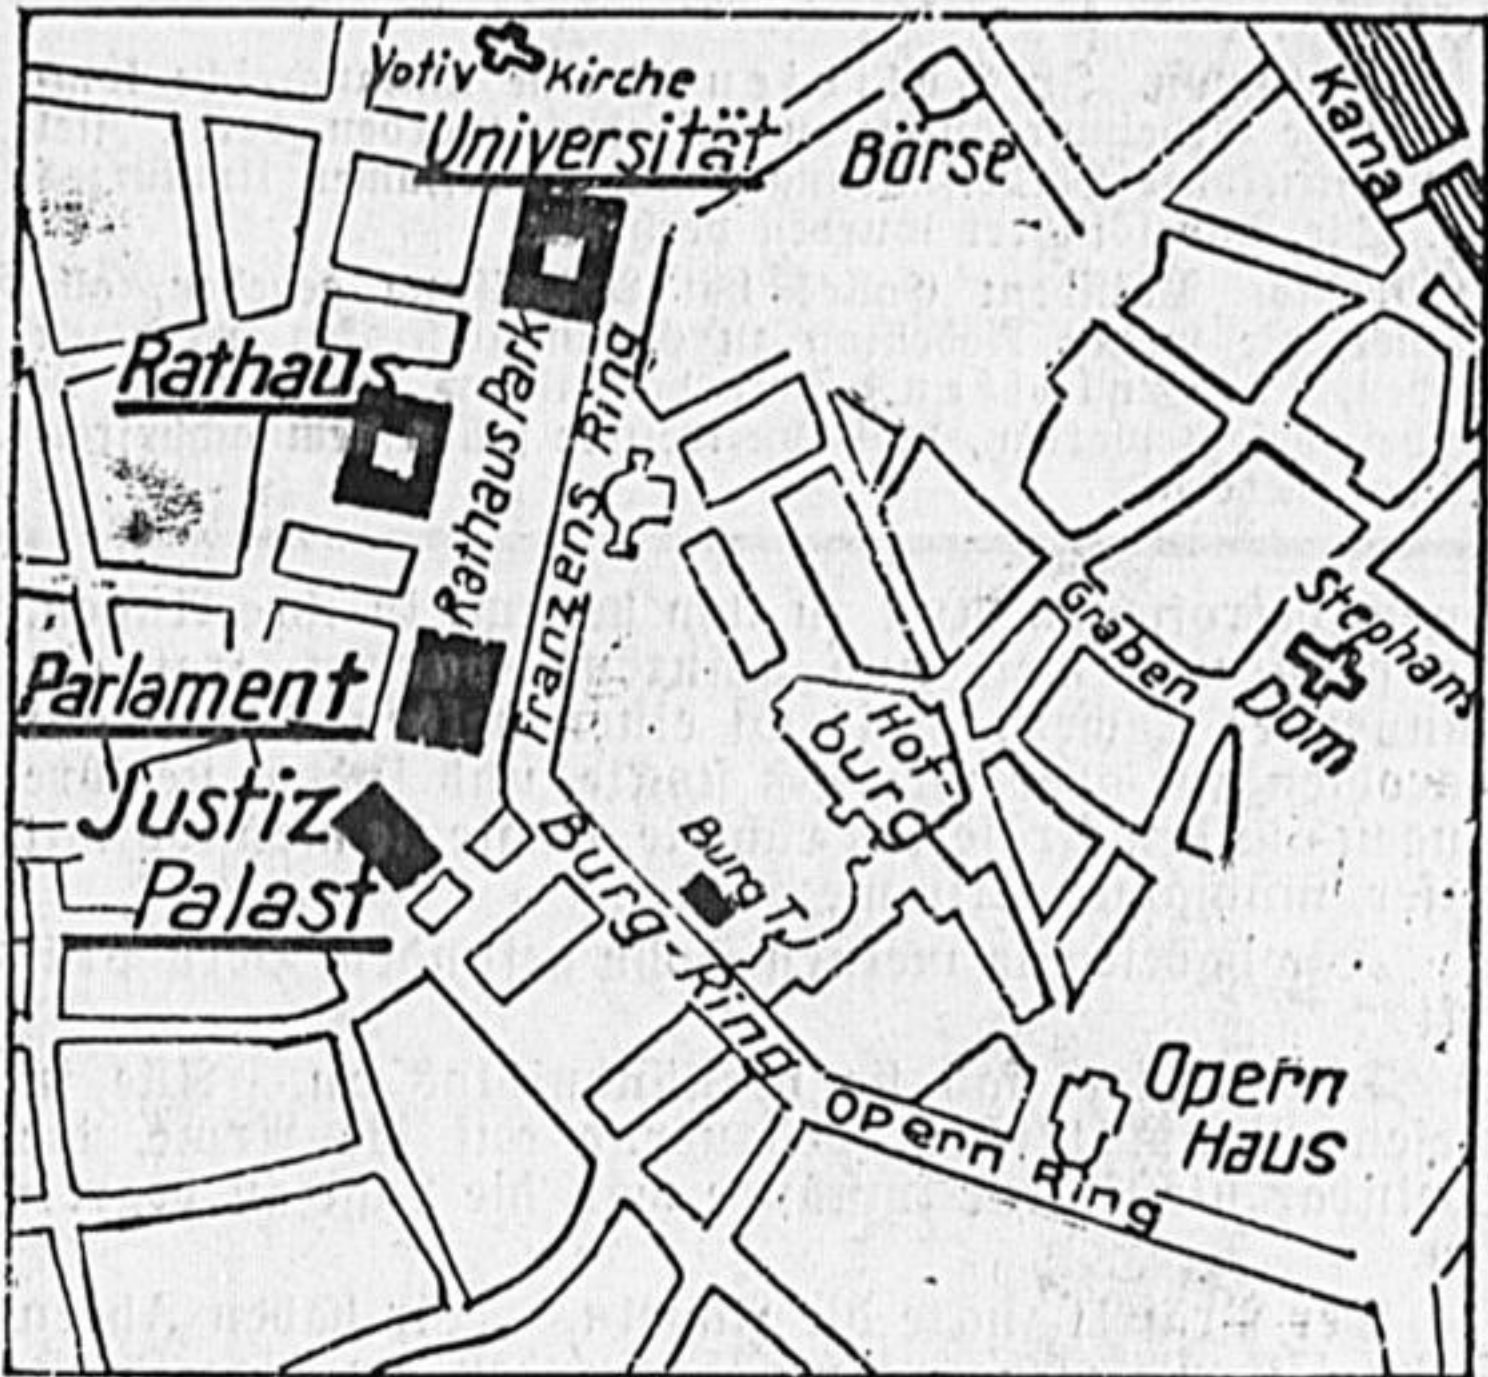 Votiv Kirche
Universität
Börse
Kana
Rathaus
Rathaus Park
Franzens Ring
Parlament
Justiz
Palast
Hof-
burg
Graben
Stephans
Dom
Burg T.
Burg-Ring
Opern Ring
Opern
Haus